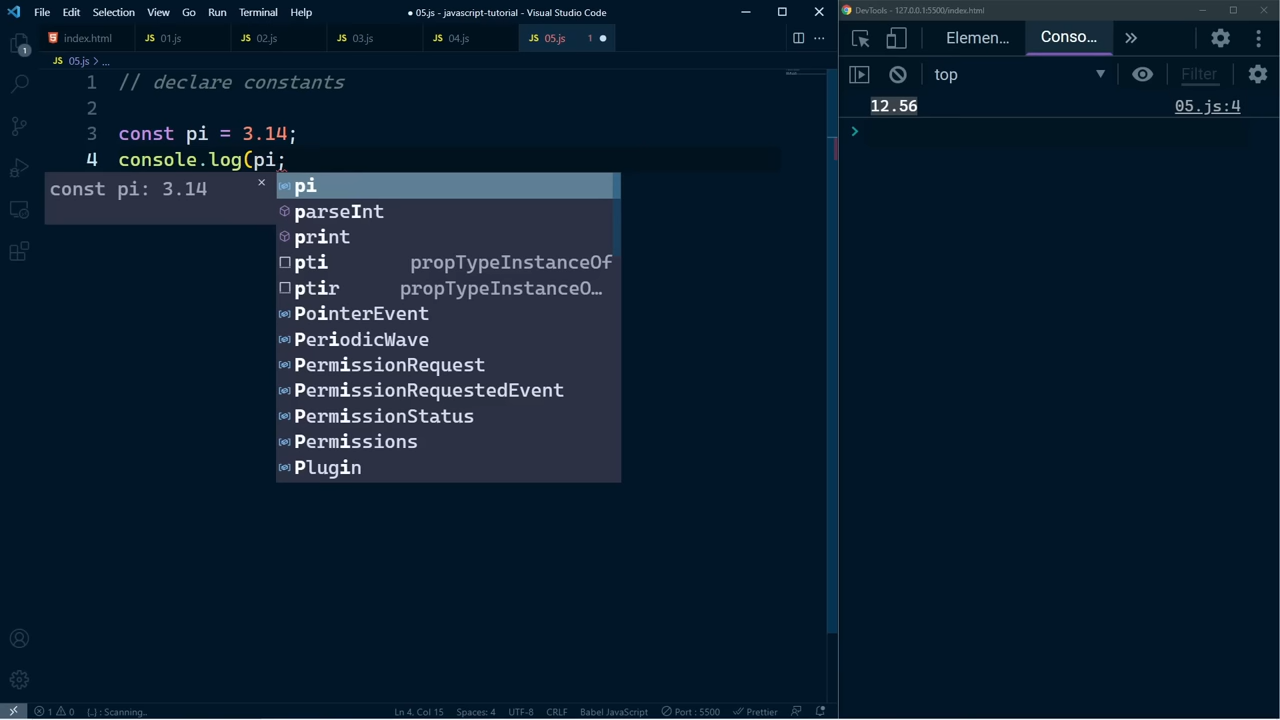 File Edit Selection View Go Run Terminal Help
● 05.js - javascript-tutorial - Visual Studio Code
index.html JS 01.js JS 02.js JS 03.js JS 04.js JS 05.js 1
JS 05.js > ...
1 // declare constants
2
3 const pi = 3.14;
4 console.log(pi;
const pi: 3.14
pi
parseInt
print
pti propTypeInstanceOf
ptir propTypeInstanceO...
PointerEvent
PeriodicWave
PermissionRequest
PermissionRequestedEvent
PermissionStatus
Permissions
Plugin
1
0 0 {..} : Scanning.. Ln 4, Col 15 Spaces: 4 UTF-8 CRLF Babel JavaScript Port : 5500 Prettier
DevTools - 127.0.0.1:5500/index.html
Elemen... Conso... »
top Filter
12.56 05.js:4
>